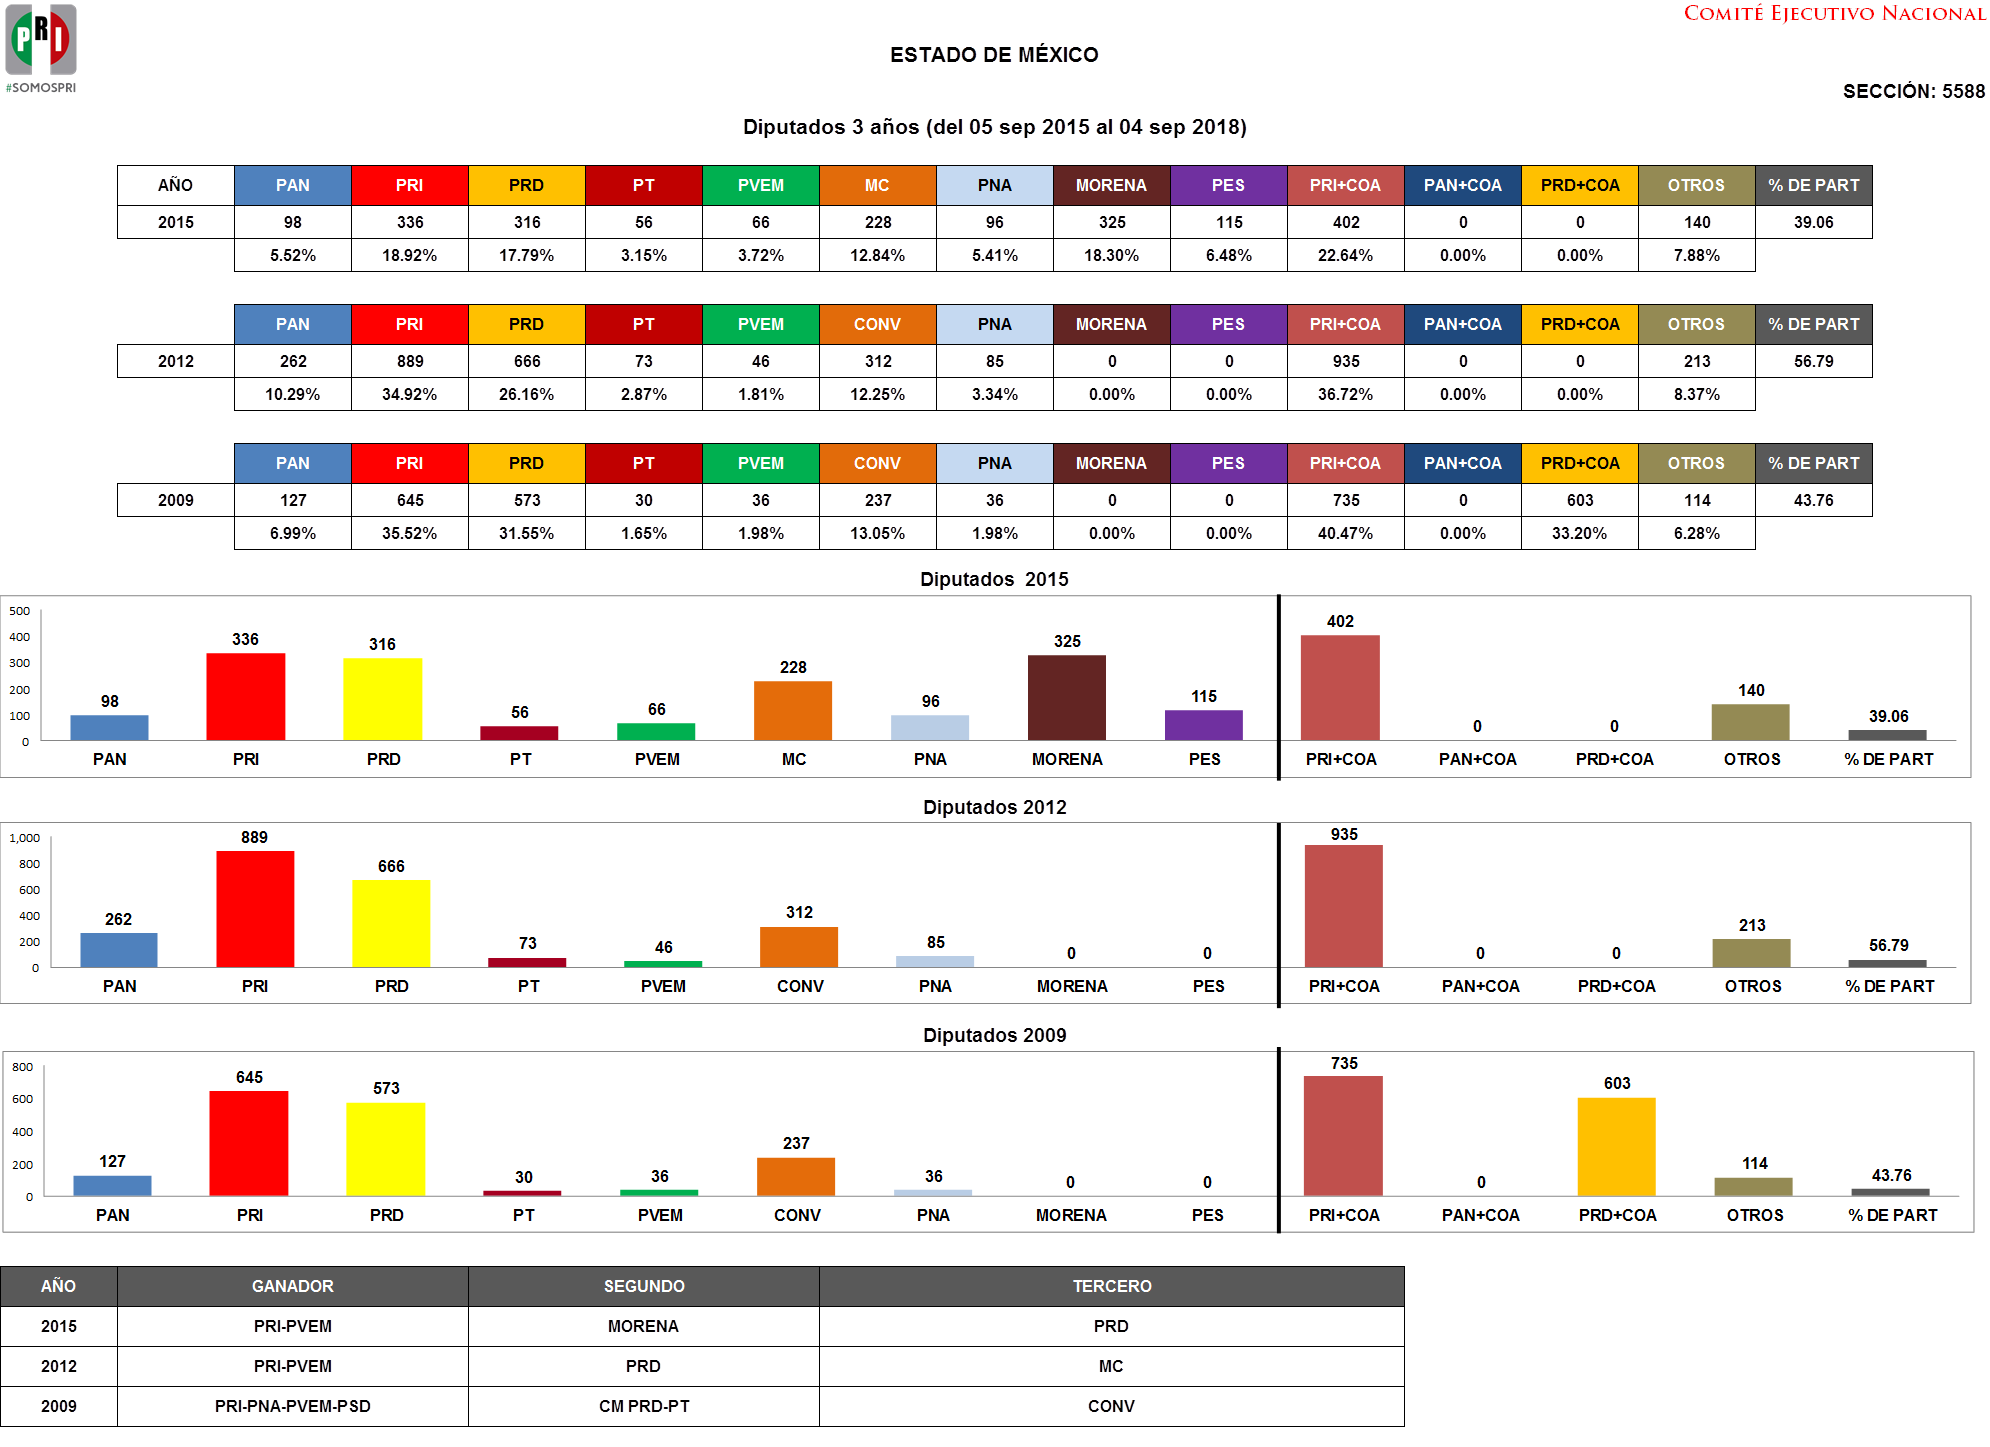 PRI
#SOMOSPRI
COMITÉ EJECUTIVO NACIONAL
ESTADO DE MÉXICO
SECCIÓN: 5588
Diputados 3 años (del 05 sep 2015 al 04 sep 2018)
AÑO PAN PRI PRD PT PVEM MC PNA MORENA PES PRI+COA PAN+COA PRD+COA OTROS % DE PART
2015 98 336 316 56 66 228 96 325 115 402 0 0 140 39.06
5.52% 18.92% 17.79% 3.15% 3.72% 12.84% 5.41% 18.30% 6.48% 22.64% 0.00% 0.00% 7.88%
PAN PRI PRD PT PVEM CONV PNA MORENA PES PRI+COA PAN+COA PRD+COA OTROS % DE PART
2012 262 889 666 73 46 312 85 0 0 935 0 0 213 56.79
10.29% 34.92% 26.16% 2.87% 1.81% 12.25% 3.34% 0.00% 0.00% 36.72% 0.00% 0.00% 8.37%
PAN PRI PRD PT PVEM CONV PNA MORENA PES PRI+COA PAN+COA PRD+COA OTROS % DE PART
2009 127 645 573 30 36 237 36 0 0 735 0 603 114 43.76
6.99% 35.52% 31.55% 1.65% 1.98% 13.05% 1.98% 0.00% 0.00% 40.47% 0.00% 33.20% 6.28%
Diputados 2015
500
400
300
200
100
0
98 336 316 56 66 228 96 325 115 402 0 0 140 39.06
PAN PRI PRD PT PVEM MC PNA MORENA PES PRI+COA PAN+COA PRD+COA OTROS % DE PART
Diputados 2012
1,000
800
600
400
200
0
262 889 666 73 46 312 85 0 0 935 0 0 213 56.79
PAN PRI PRD PT PVEM CONV PNA MORENA PES PRI+COA PAN+COA PRD+COA OTROS % DE PART
Diputados 2009
800
600
400
200
0
127 645 573 30 36 237 36 0 0 735 0 603 114 43.76
PAN PRI PRD PT PVEM CONV PNA MORENA PES PRI+COA PAN+COA PRD+COA OTROS % DE PART
AÑO GANADOR SEGUNDO TERCERO
2015 PRI-PVEM MORENA PRD
2012 PRI-PVEM PRD MC
2009 PRI-PNA-PVEM-PSD CM PRD-PT CONV